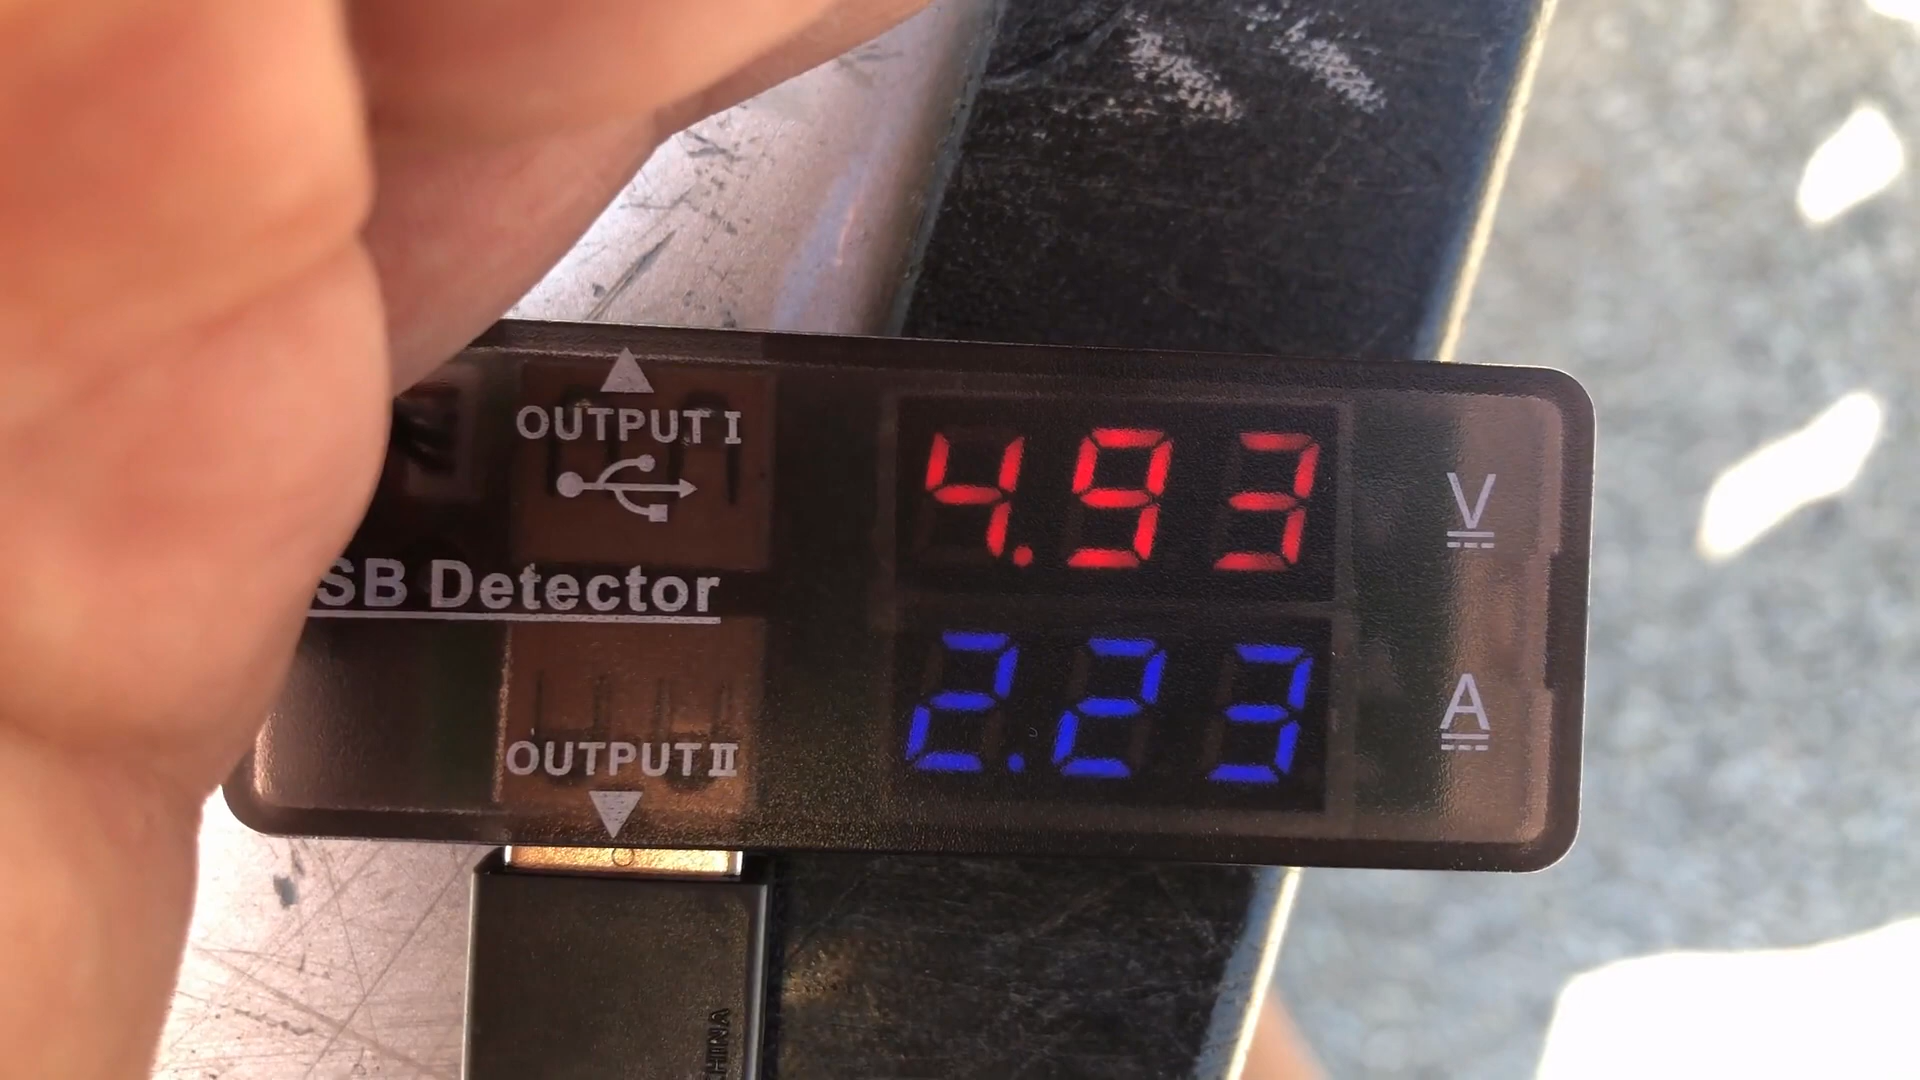 OUTPUT I
4.93 V
SB Detector
2.23 A
OUTPUT II